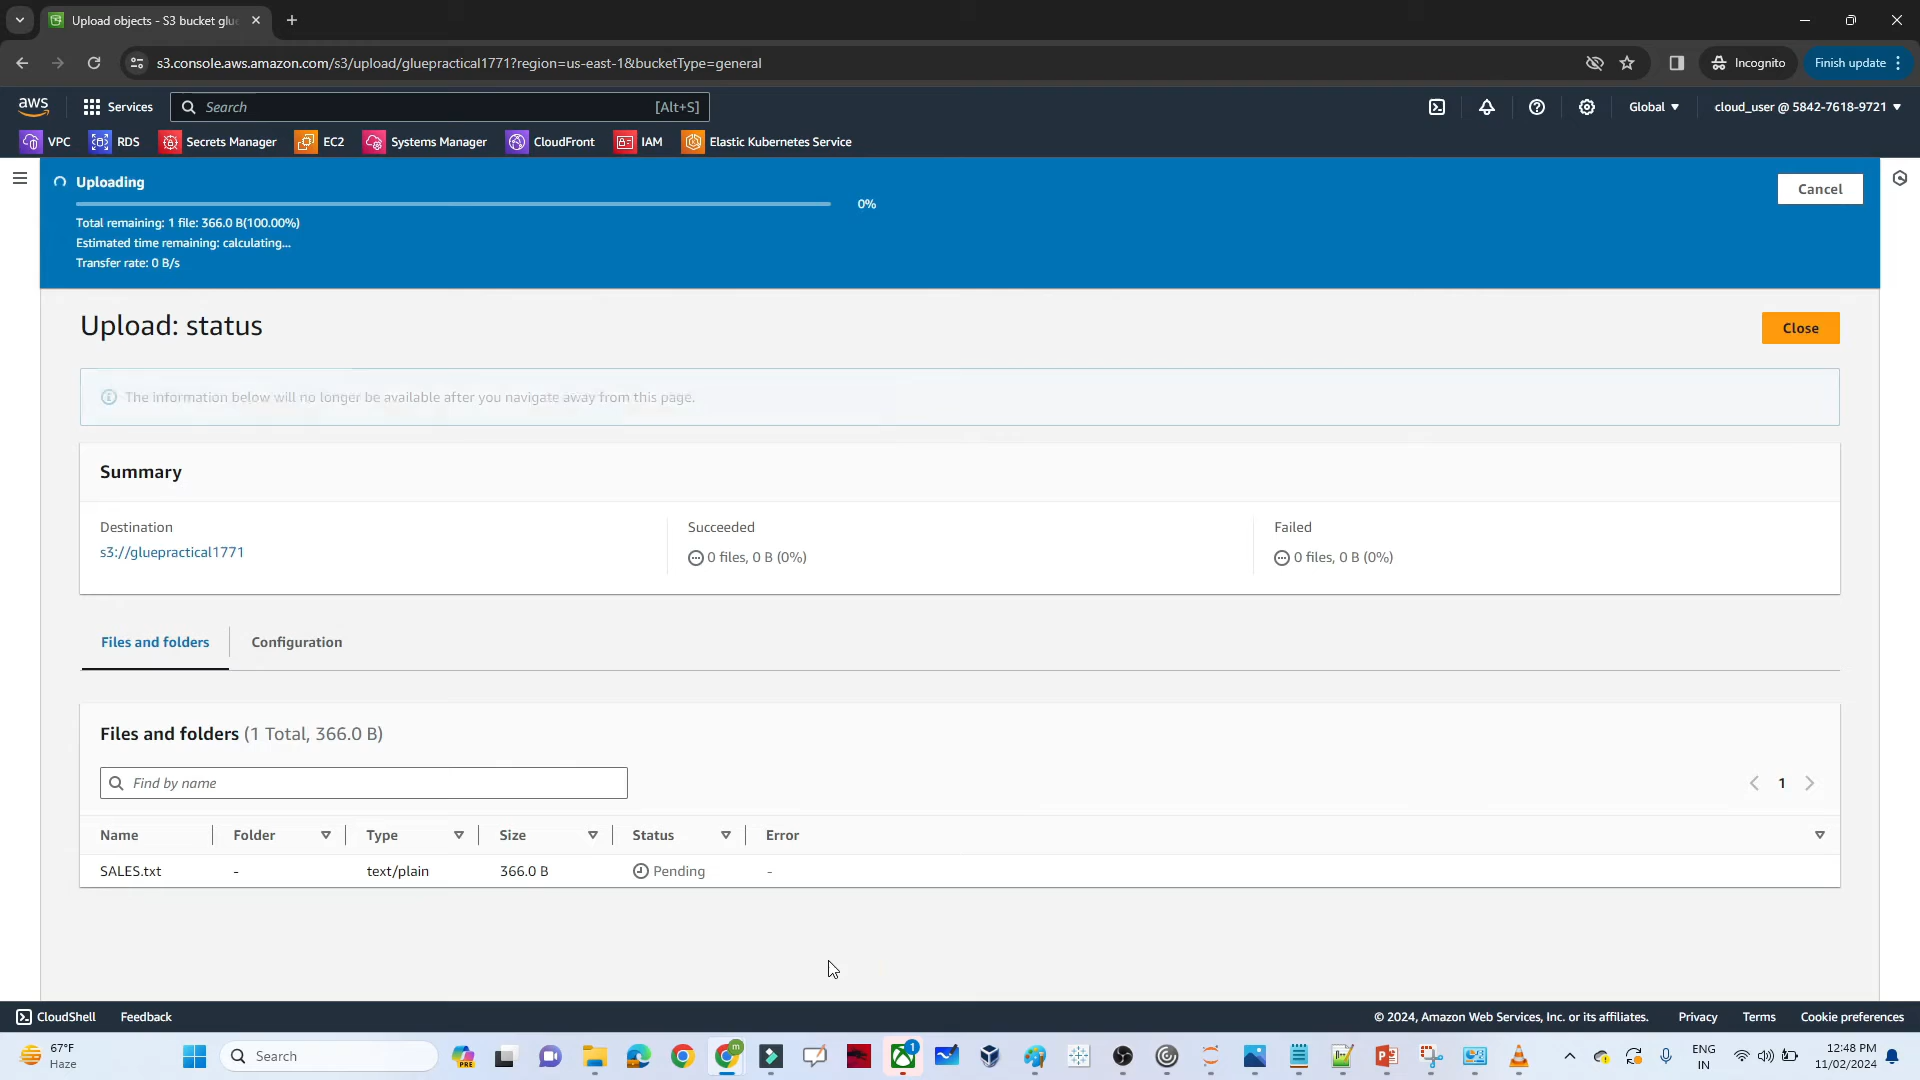 Upload objects - S3 bucket glu
s3.console.aws.amazon.com/s3/upload/gluepractical1771?region=us-east-1&bucketType=general
Incognito
Finish update
aws
Services
Search
[Alt+S]
Global
cloud_user @ 5842-7618-9721
VPC
RDS
Secrets Manager
EC2
Systems Manager
CloudFront
IAM
Elastic Kubernetes Service
Uploading
0%
Cancel
Total remaining: 1 file: 366.0 B(100.00%)
Estimated time remaining: calculating...
Transfer rate: 0 B/s
Upload: status
Close
The information below will no longer be available after you navigate away from this page.
Summary
Destination
s3://gluepractical1771
Succeeded
0 files, 0 B (0%)
Failed
0 files, 0 B (0%)
Files and folders
Configuration
Files and folders (1 Total, 366.0 B)
Find by name
1
Name
Folder
Type
Size
Status
Error
SALES.txt
-
text/plain
366.0 B
Pending
-
CloudShell
Feedback
© 2024, Amazon Web Services, Inc. or its affiliates.
Privacy
Terms
Cookie preferences
67°F
Haze
Search
PRE
m
1
ENG
IN
12:48 PM
11/02/2024